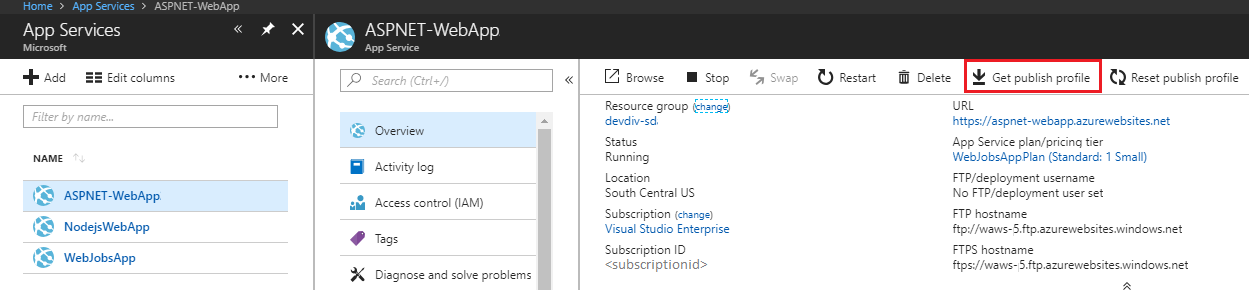 Home > App Services > ASPNET-WebApp
App Services
Microsoft
ASPNET-WebApp
App Service
Add Edit columns ··· More
Search (Ctrl+/)
Browse Stop Swap Restart Delete Get publish profile Reset publish profile
Filter by name...
NAME
ASPNET-WebApp
NodejsWebApp
WebJobsApp
Overview
Activity log
Access control (IAM)
Tags
Diagnose and solve problems
Resource group (change)
devdiv-sd
Status
Running
Location
South Central US
Subscription (change)
Visual Studio Enterprise
Subscription ID
<subscriptionid>
URL
https://aspnet-webapp.azurewebsites.net
App Service plan/pricing tier
WebJobsAppPlan (Standard: 1 Small)
FTP/deployment username
No FTP/deployment user set
FTP hostname
ftp://waws-5.ftp.azurewebsites.windows.net
FTPS hostname
ftps://waws-5.ftp.azurewebsites.windows.net